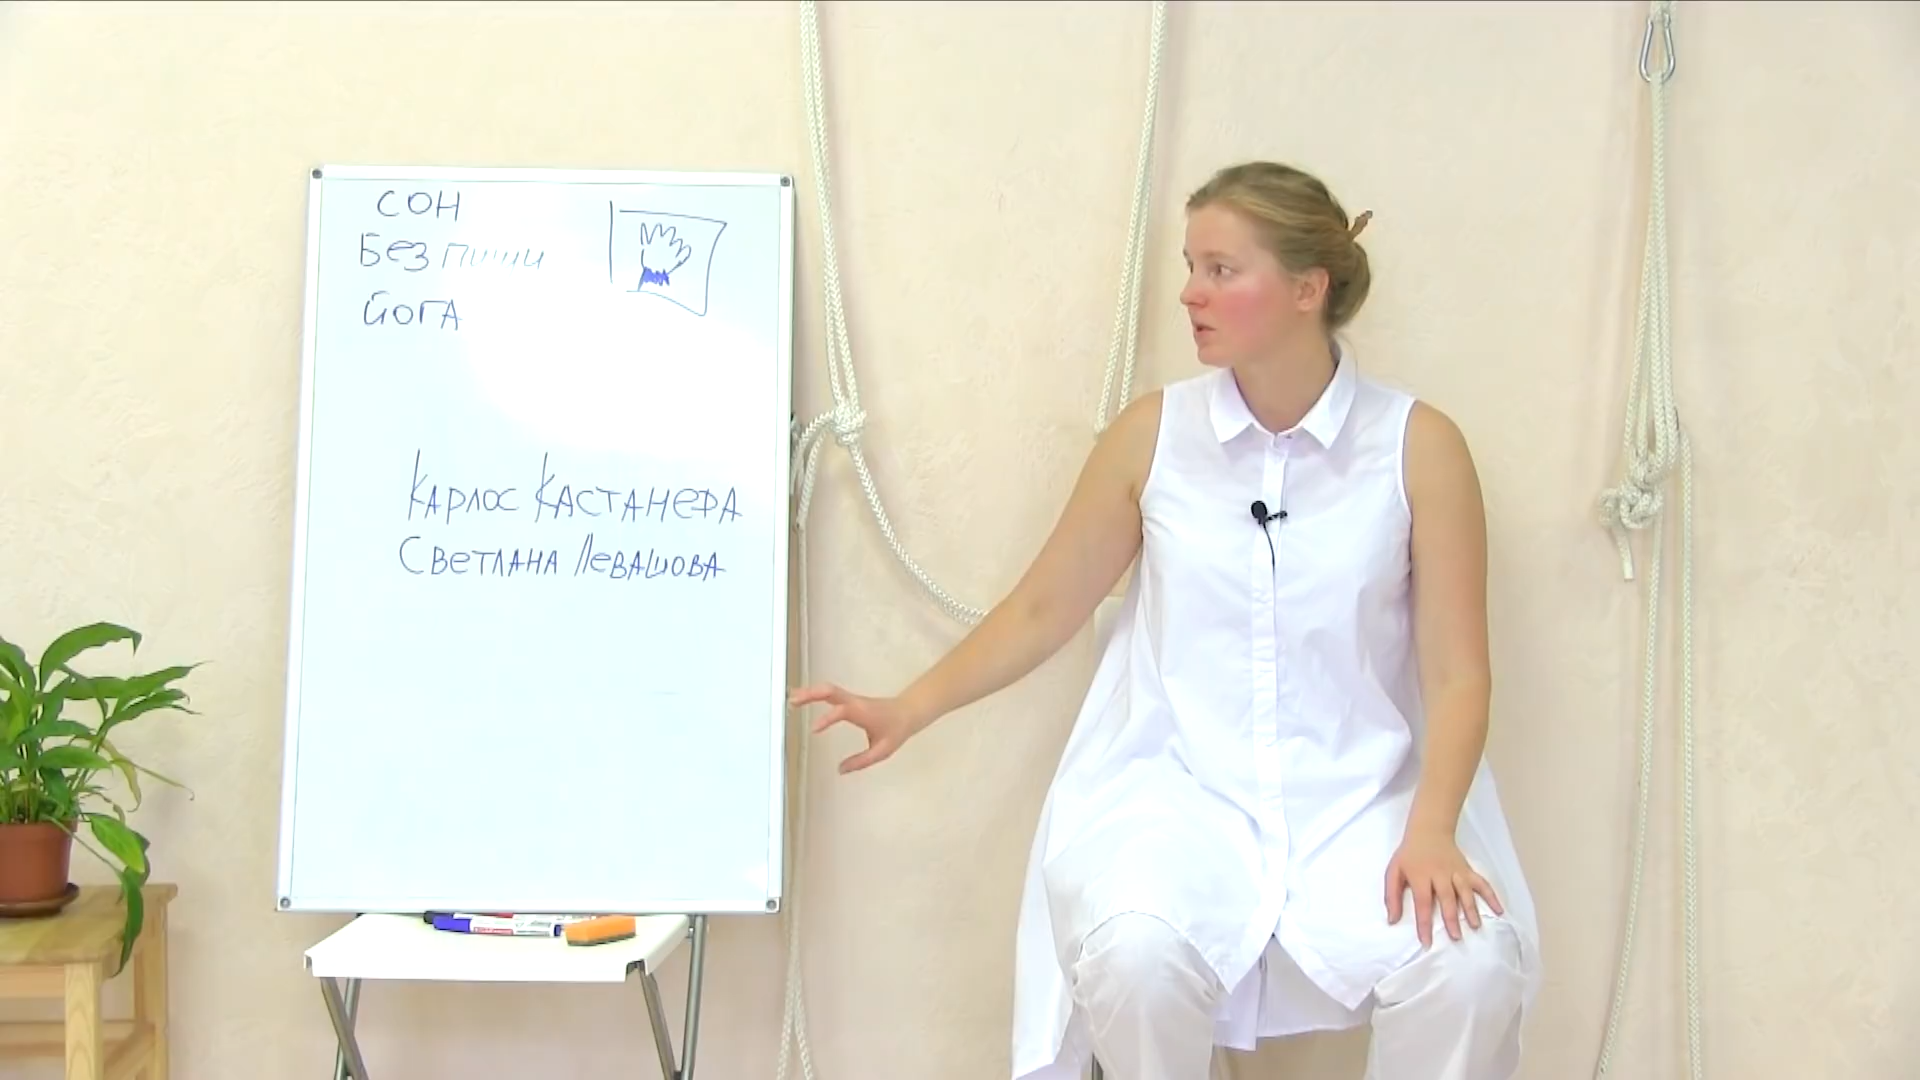 СОН
Без пищи
ЙОГА
Карлос Кастанеда
Светлана Левашова